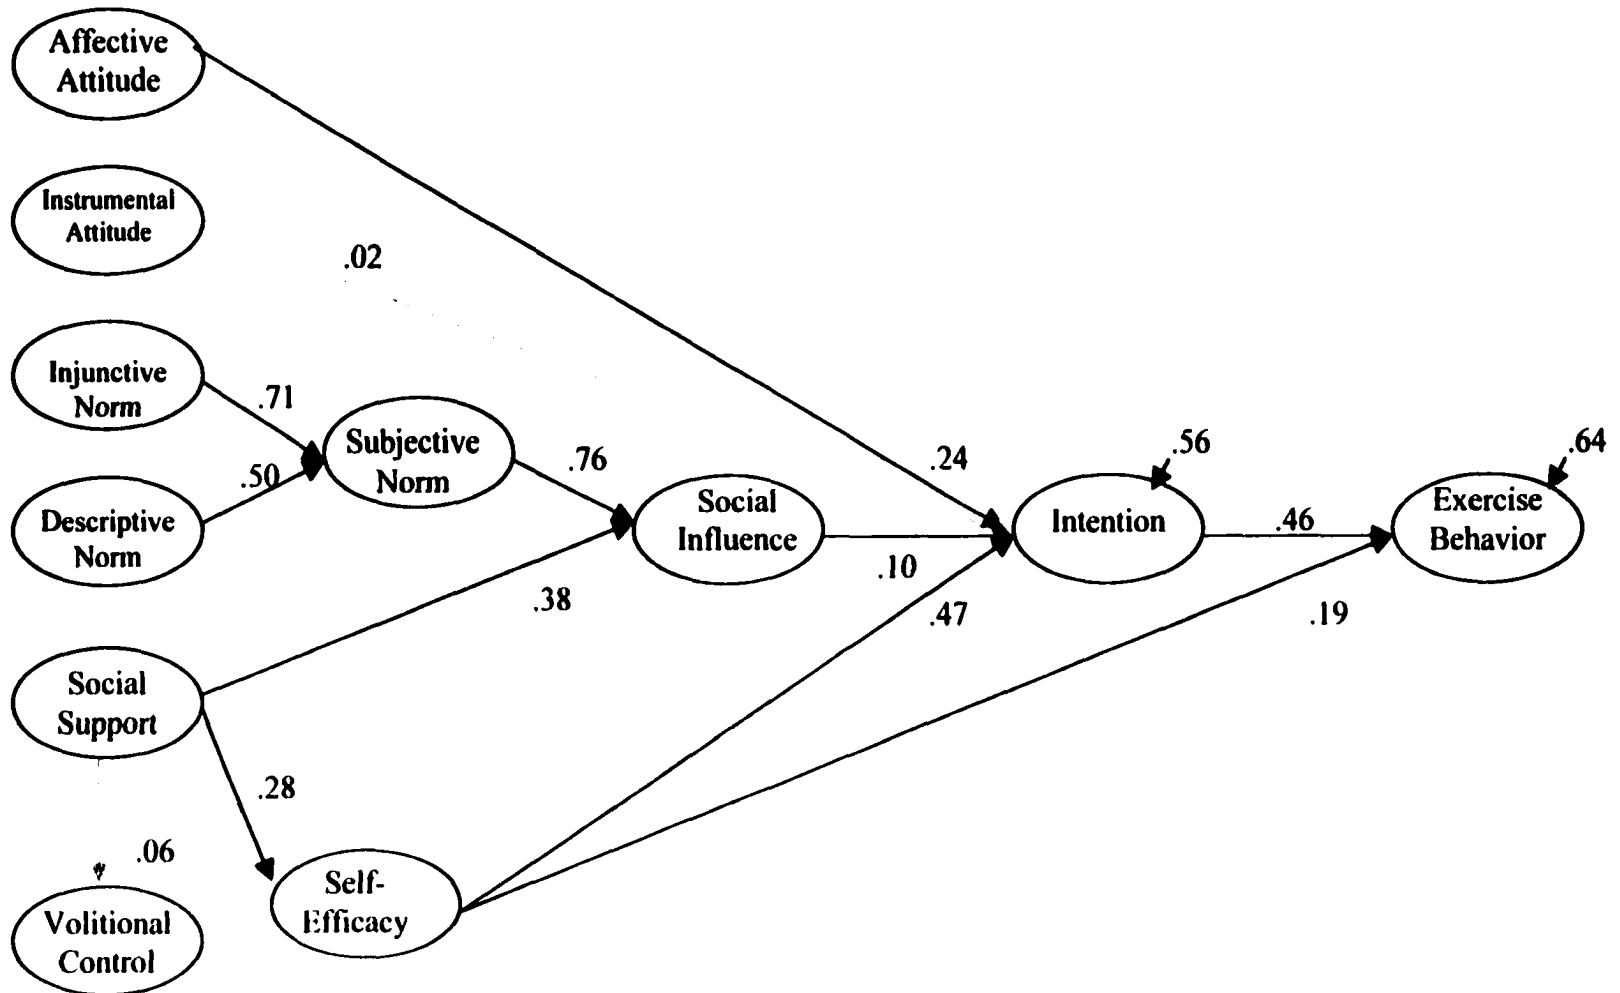 Affective
Attitude
Instrumental
Attitude
.02
Injunctive
Norm
.71
Subjective
Norm
.50
Descriptive
Norm
.76
Social
Influence
.24
.56
Intention
.10
.47
.46
.64
Exercise
Behavior
.19
.38
Social
Support
.28
.06
Self-
Efficacy
Volitional
Control